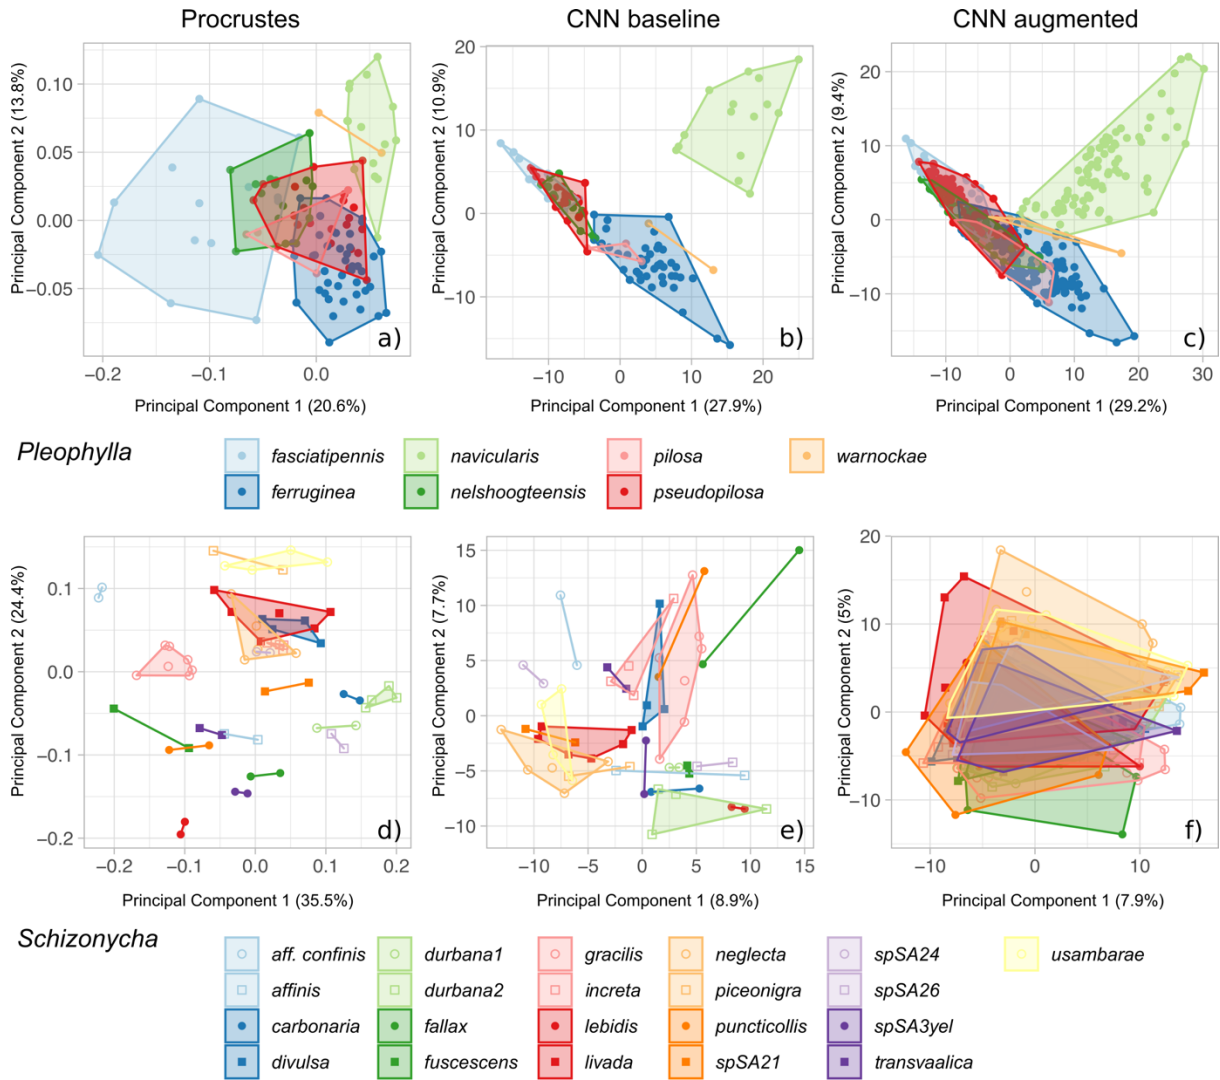 Procrustes CNN baseline CNN augmented
Principal Component 2 (13.8%)
0.10
0.05
0.00
−0.05
−0.2 −0.1 0.0
a)
Principal Component 1 (20.6%)
Principal Component 2 (10.9%)
20
10
0
−10
−10 0 10 20
b)
Principal Component 1 (27.9%)
Principal Component 2 (9.4%)
20
10
0
−10
−10 0 10 20 30
c)
Principal Component 1 (29.2%)
Pleophylla
fasciatipennis navicularis pilosa warnockae
ferruginea nelshoogteensis pseudopilosa
Principal Component 2 (24.4%)
0.1
0.0
−0.1
−0.2
−0.2 −0.1 0.0 0.1 0.2
d)
Principal Component 1 (35.5%)
Principal Component 2 (7.7%)
15
10
5
0
−5
−10
−10 −5 0 5 10 15
e)
Principal Component 1 (8.9%)
Principal Component 2 (5%)
20
10
0
−10
−10 0 10
f)
Principal Component 1 (7.9%)
Schizonycha
aff. confinis durbana1 gracilis neglecta spSA24 usambarae
affinis durbana2 increta piceonigra spSA26
carbonaria fallax lebidis puncticollis spSA3yel
divulsa fuscescens livada spSA21 transvaalica